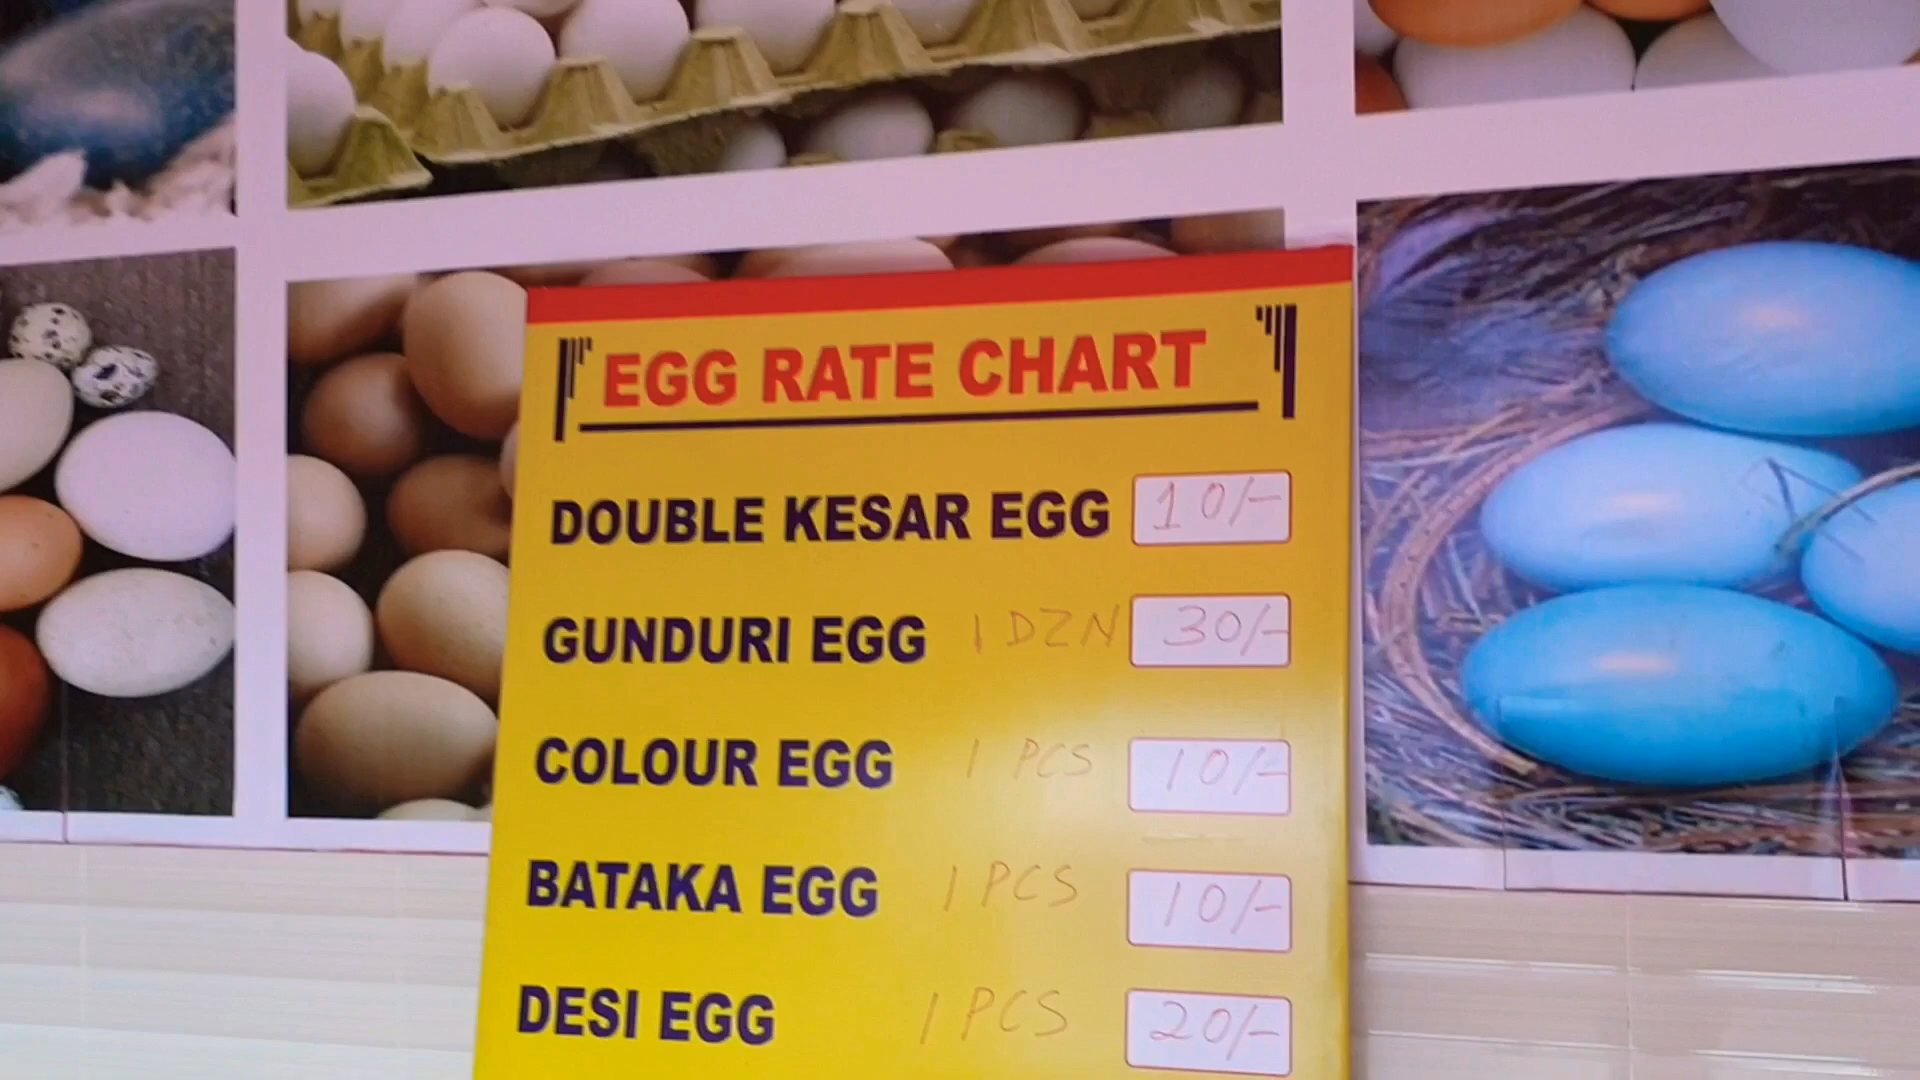 EGG RATE CHART
DOUBLE KESAR EGG 10/-
GUNDURI EGG 1 DZN 30/-
COLOUR EGG 1 PCS 10/-
BATAKA EGG 1 PCS 10/-
DESI EGG 1 PCS 20/-